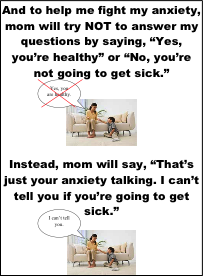 And to help me fight my anxiety,
mom will try NOT to answer my
questions by saying, “Yes,
you’re healthy” or “No, you’re
not going to get sick.”
Yes, you
are healthy.
Instead, mom will say, “That’s
just your anxiety talking. I can’t
tell you if you’re going to get
sick.”
I can't tell
you.